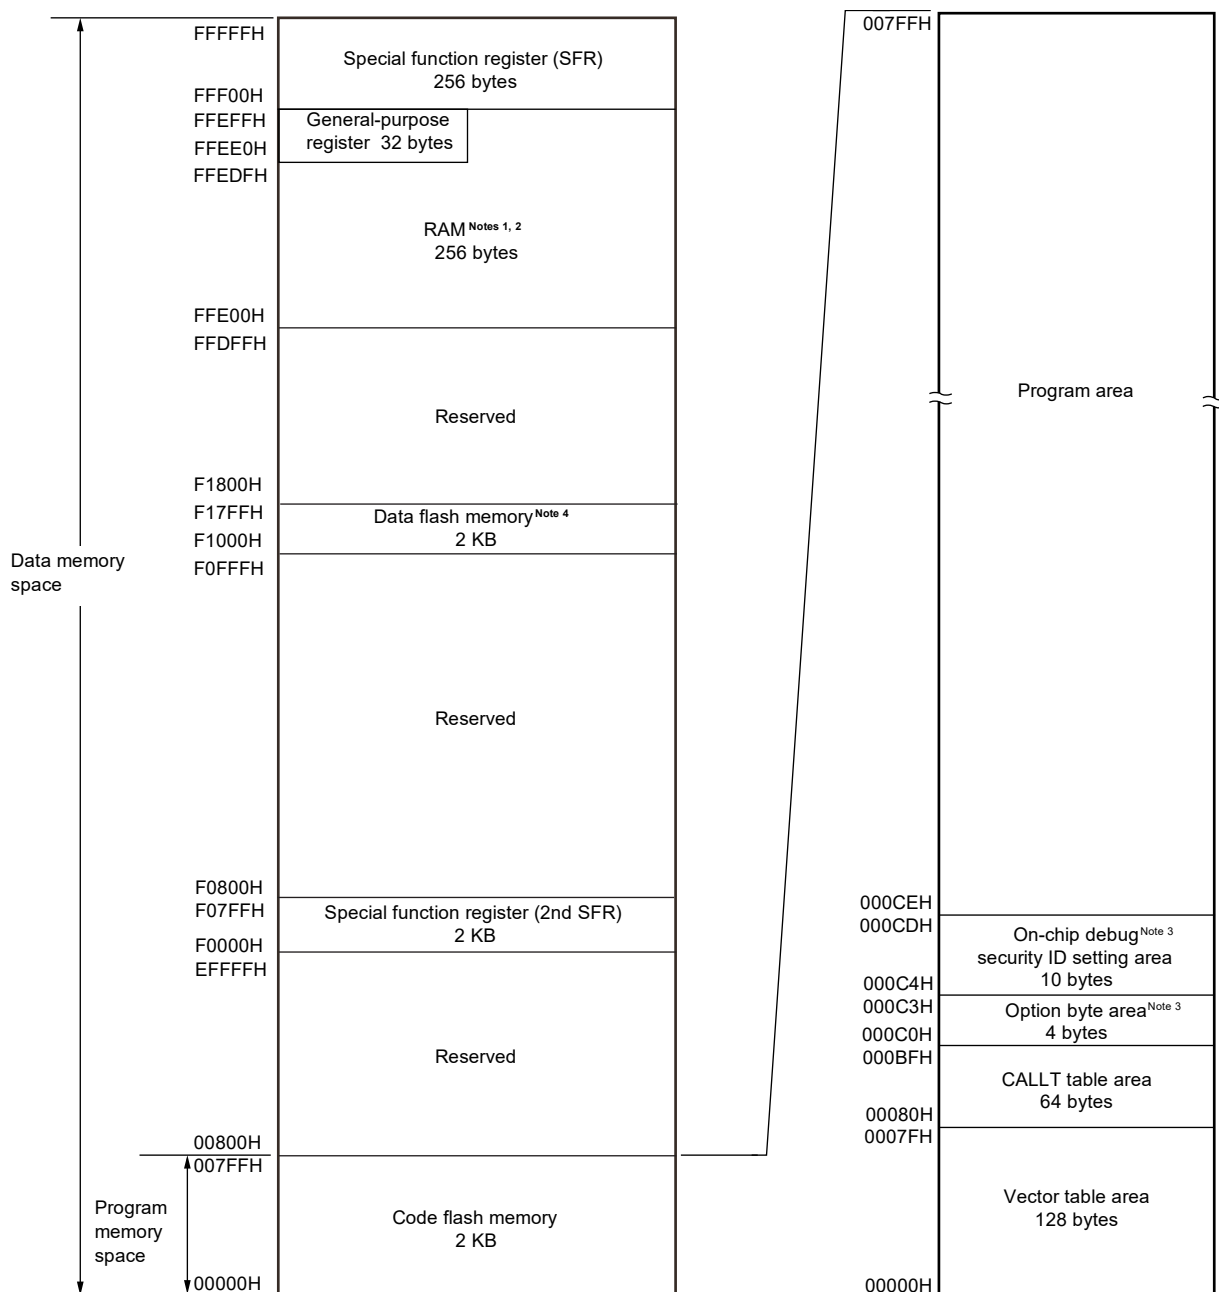 FFFFFH
Special function register (SFR)
256 bytes
FFF00H
FFEFFH
General-purpose
register 32 bytes
FFEE0H
FFEDFH
RAM Notes 1, 2
256 bytes
FFE00H
FFDFFH
Reserved
F1800H
F17FFH
Data flash memory Note 4
2 KB
F1000H
F0FFFH
Data memory
space
Reserved
F0800H
F07FFH
Special function register (2nd SFR)
2 KB
F0000H
EFFFFH
Reserved
00800H
007FFH
Program
memory
space
Code flash memory
2 KB
00000H
007FFH
Program area
000CEH
000CDH
On-chip debug Note 3
security ID setting area
10 bytes
000C4H
000C3H
Option byte area Note 3
4 bytes
000C0H
000BFH
CALLT table area
64 bytes
00080H
0007FH
Vector table area
128 bytes
00000H